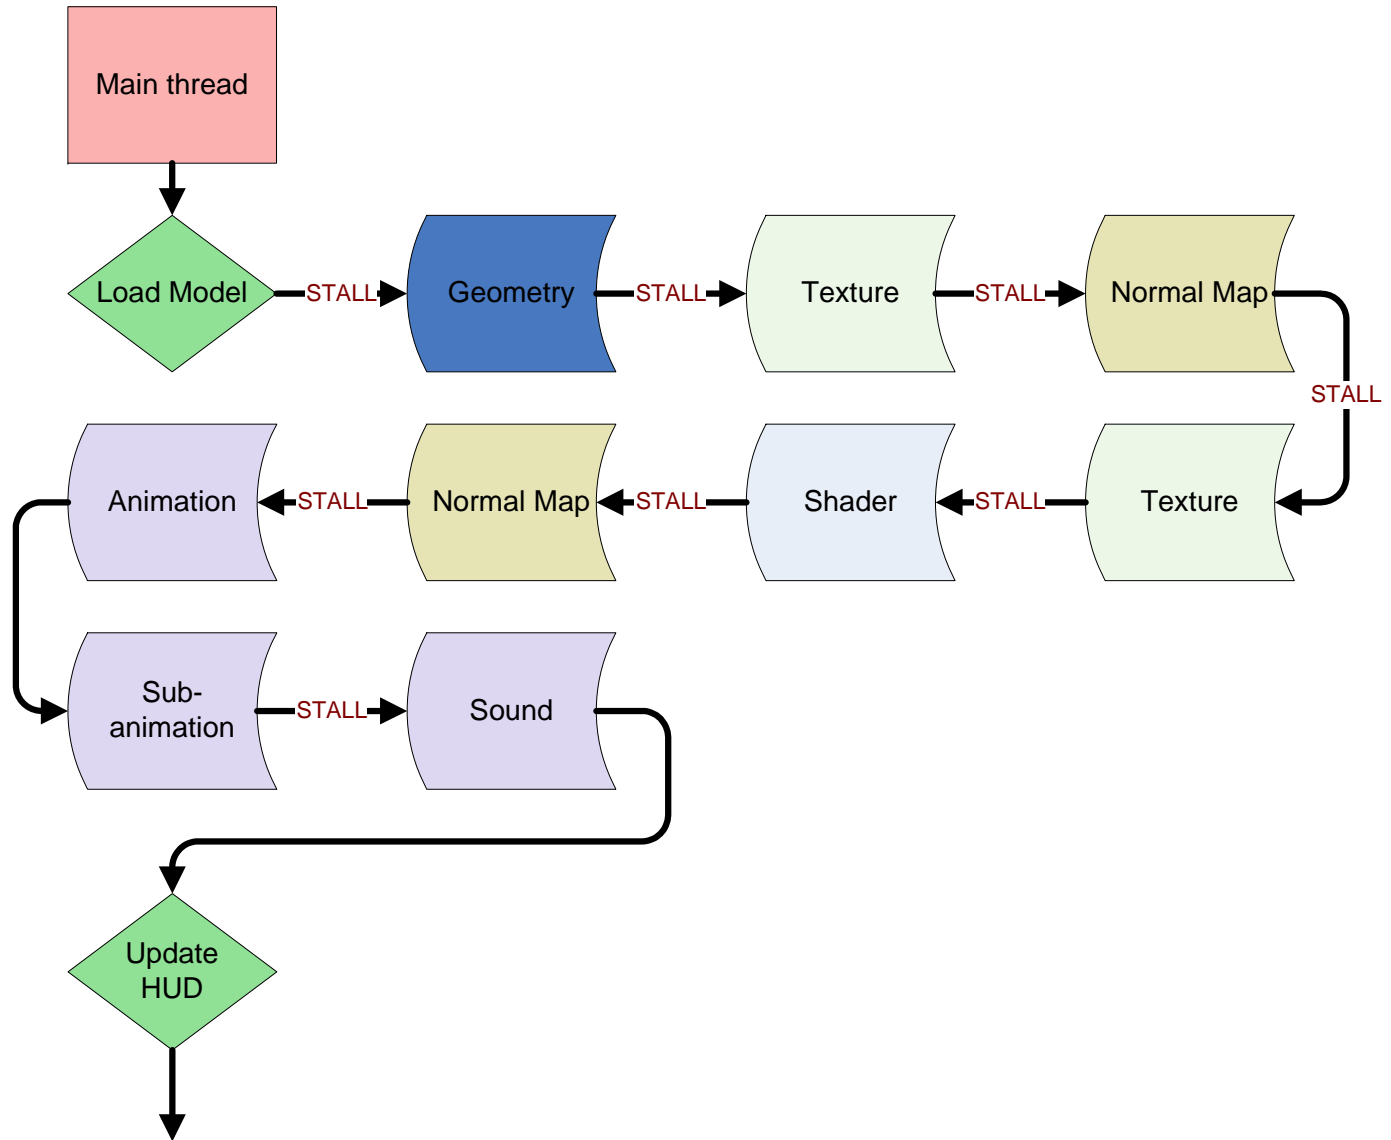 Main thread
Load Model
STALL
Geometry
STALL
Texture
STALL
Normal Map
STALL
Texture
STALL
Shader
STALL
Normal Map
STALL
Animation
Sub-
animation
STALL
Sound
Update
HUD